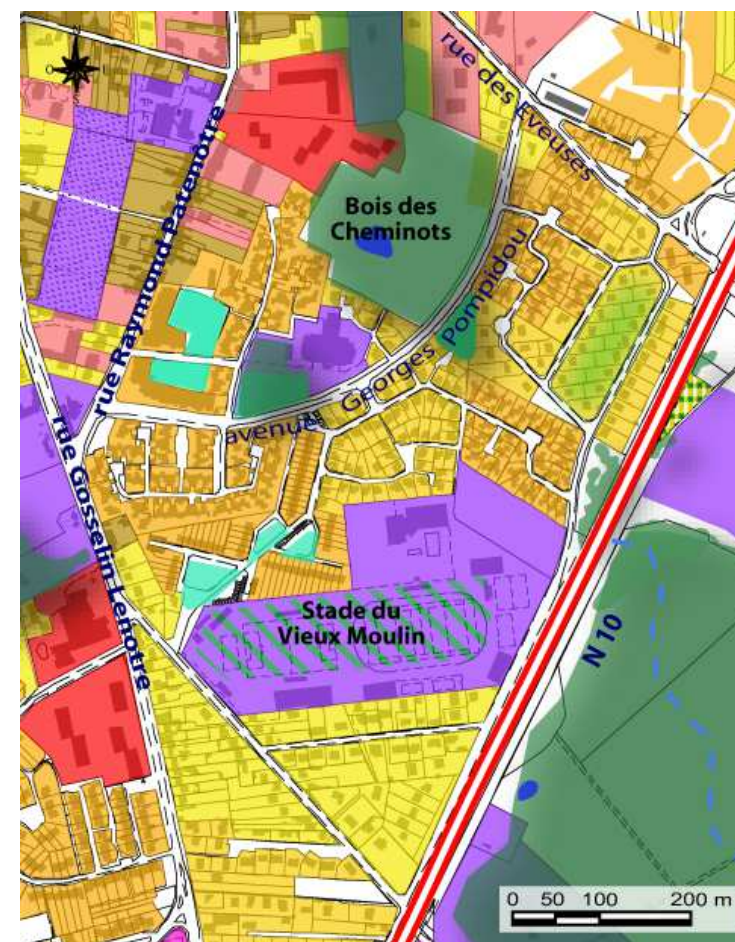 rue des Eveuses
rue Raymond Patenôtre
Bois des
Cheminots
avenue Georges Pompidou
rue Gosselin-Lenotre
Stade du
Vieux Moulin
N 10
0 50 100 200 m